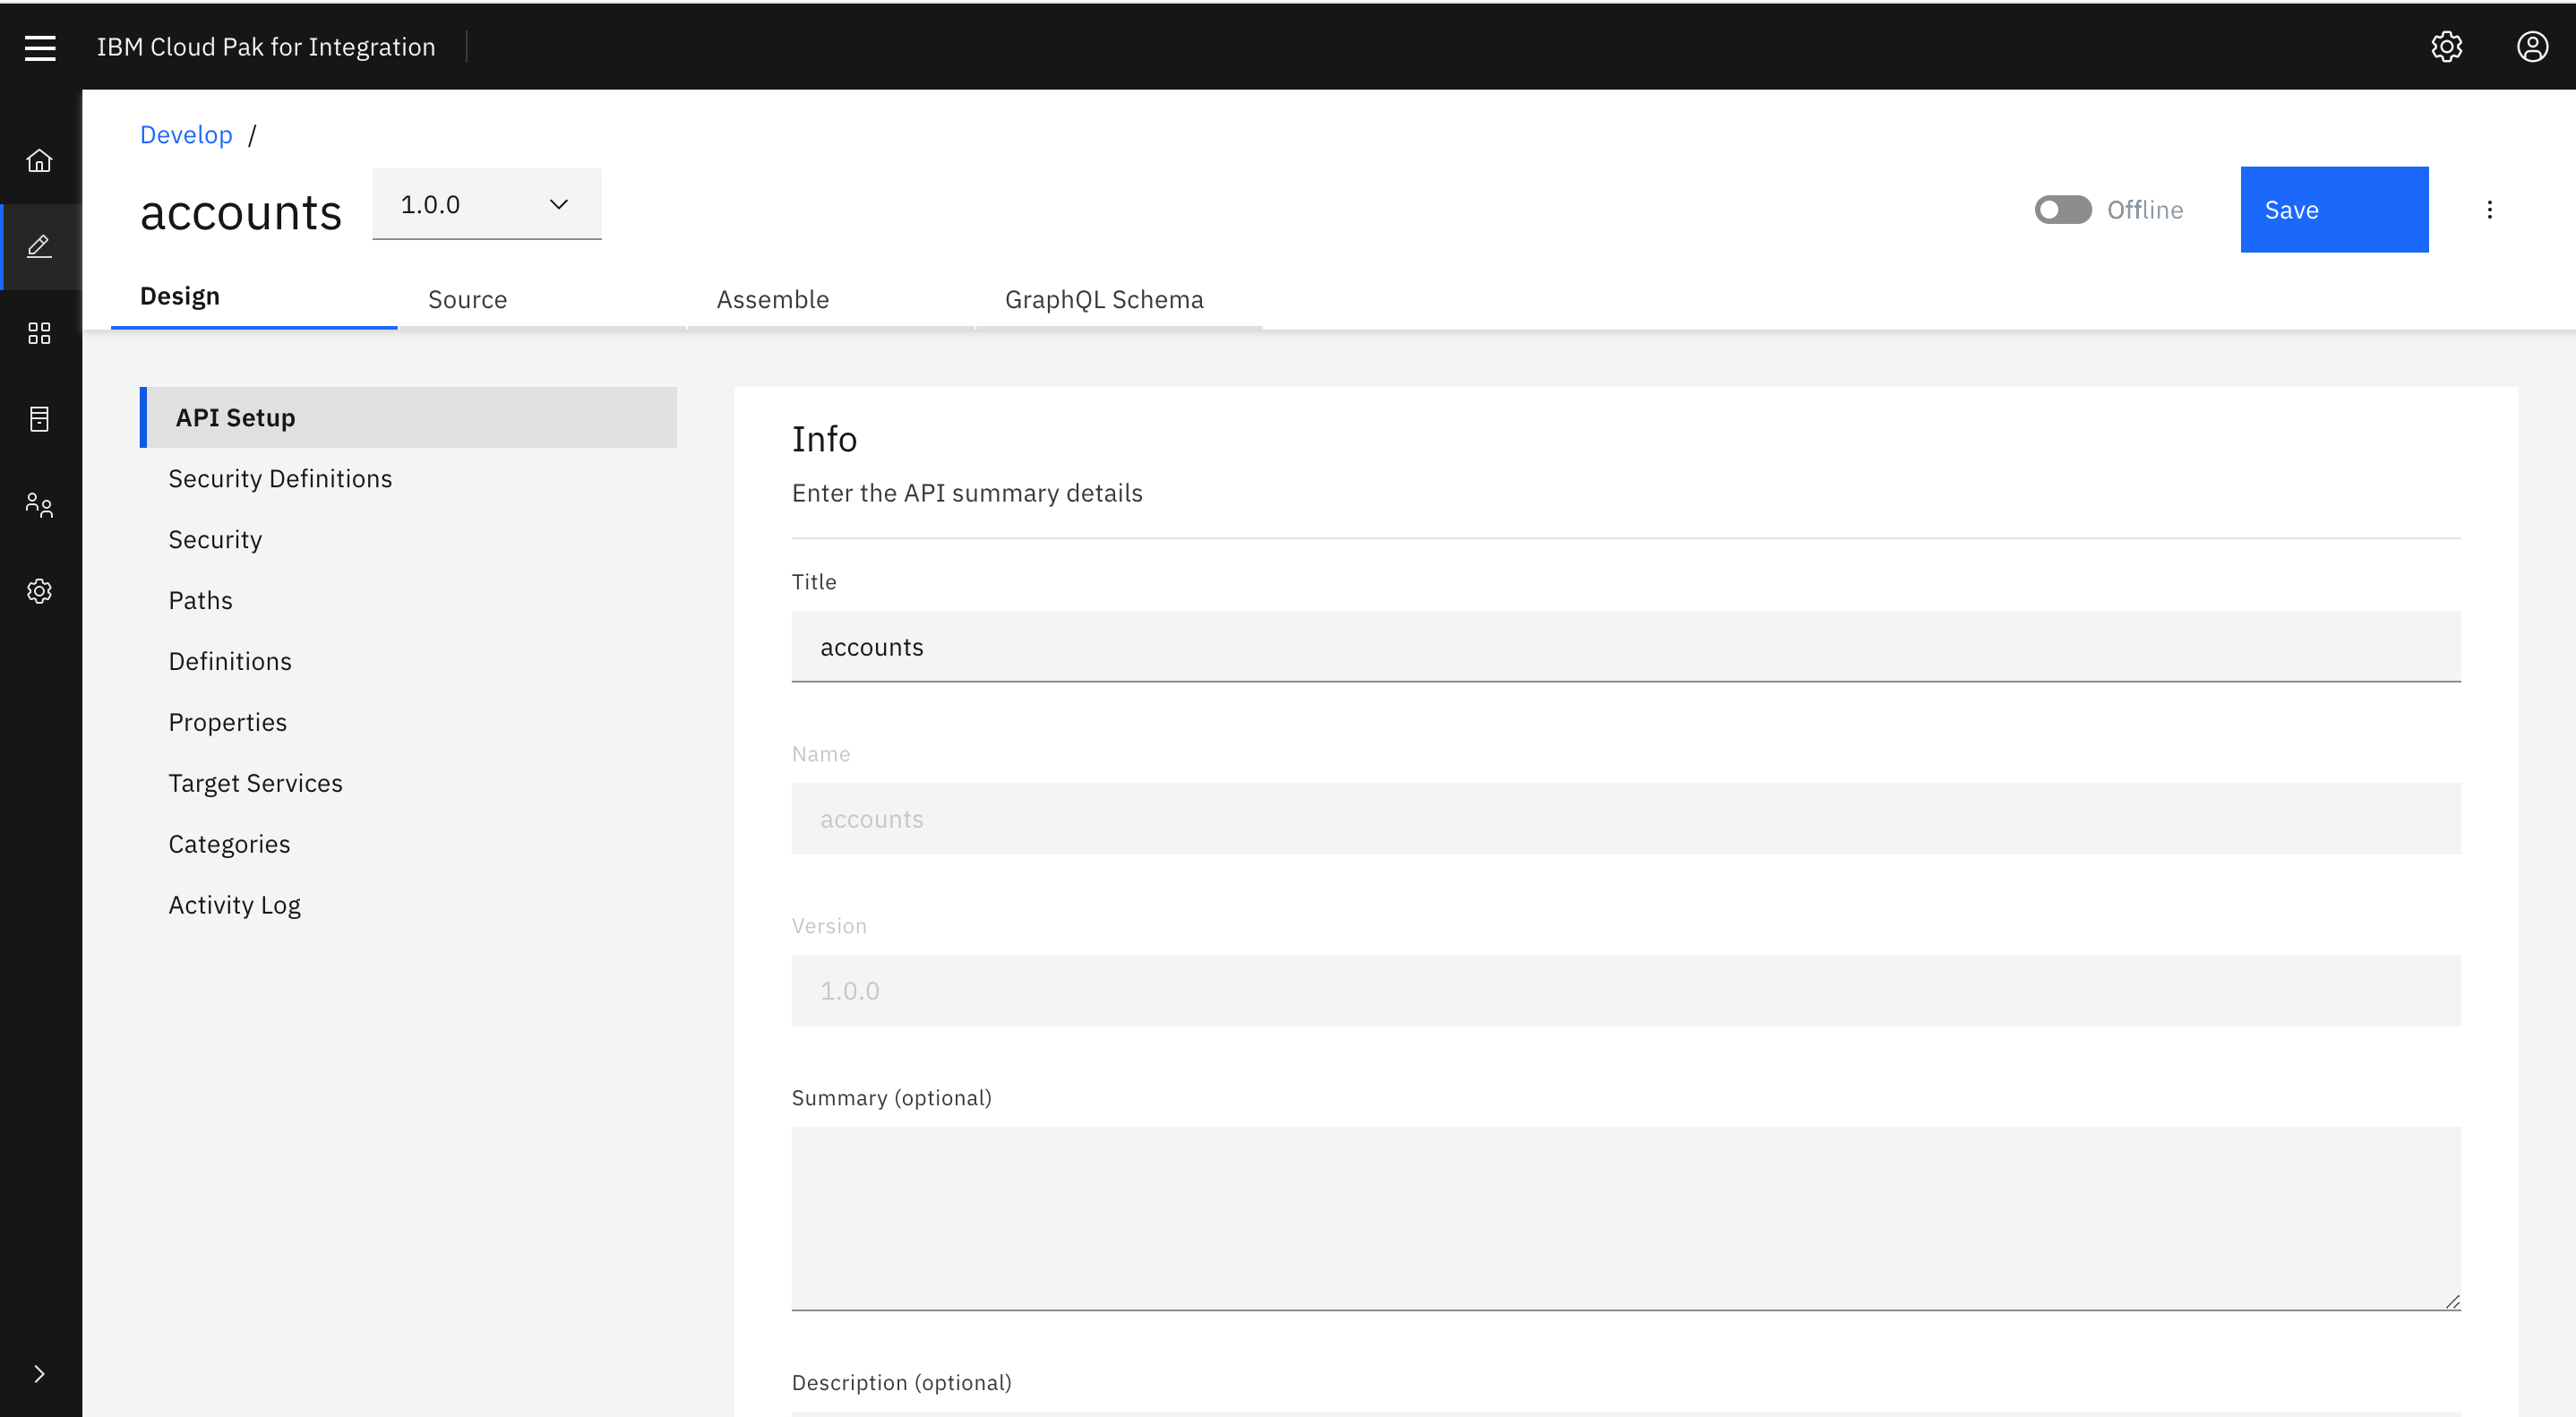 IBM Cloud Pak for Integration
Develop /
accounts
1.0.0
Offline
Save
Design
Source
Assemble
GraphQL Schema
API Setup
Security Definitions
Security
Paths
Definitions
Properties
Target Services
Categories
Activity Log
Info
Enter the API summary details
Title
accounts
Name
accounts
Version
1.0.0
Summary (optional)
Description (optional)